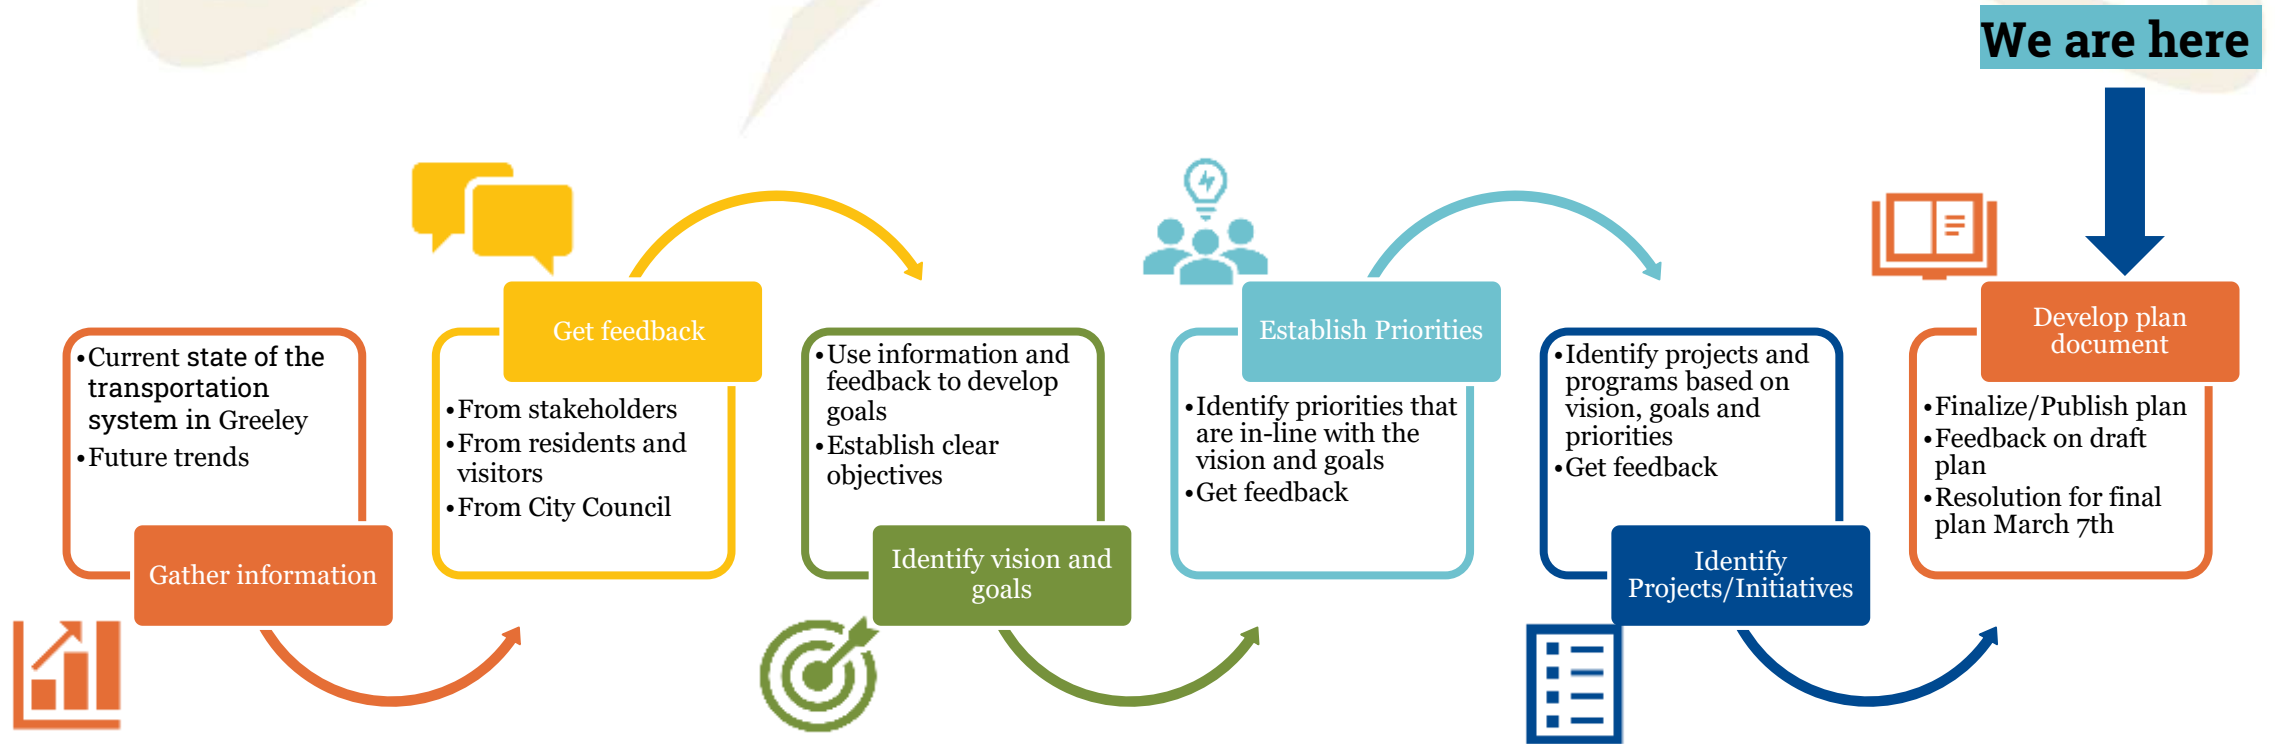 We are here
•Current state of the
transportation
system in Greeley
•Future trends
Gather information
Get feedback
•From stakeholders
•From residents and
visitors
•From City Council
•Use information and
feedback to develop
goals
•Establish clear
objectives
Identify vision and
goals
Establish Priorities
•Identify priorities that
are in-line with the
vision and goals
•Get feedback
•Identify projects and
programs based on
vision, goals and
priorities
•Get feedback
Identify
Projects/Initiatives
Develop plan
document
•Finalize/Publish plan
•Feedback on draft
plan
•Resolution for final
plan March 7th